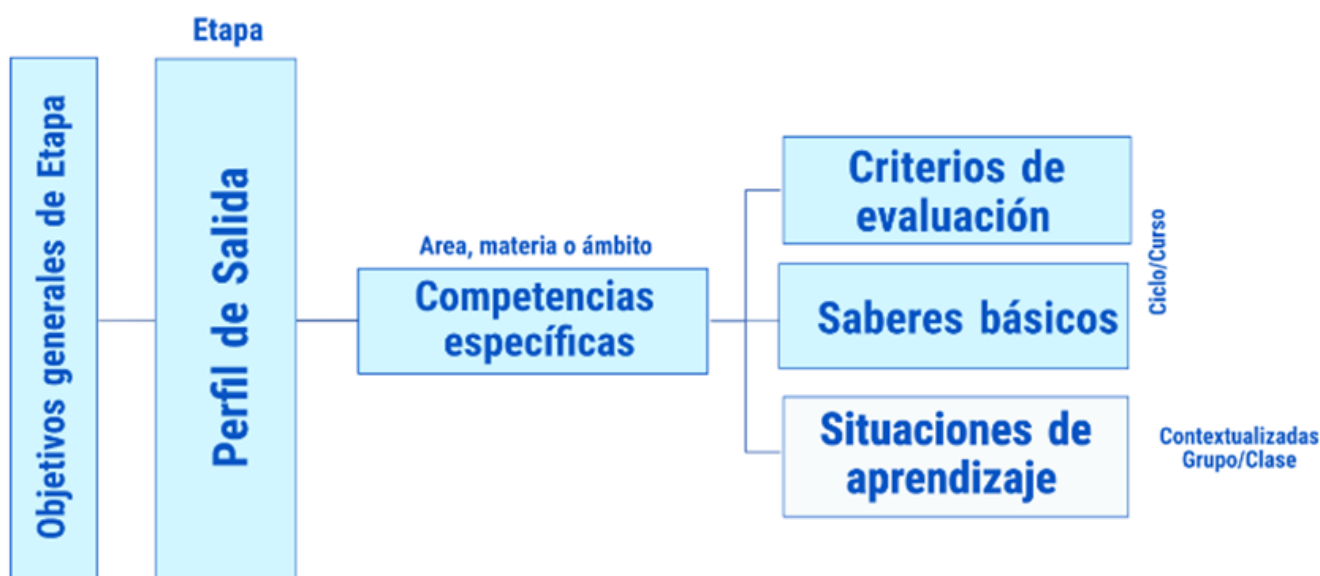 Objetivos generales de Etapa
Etapa
Perfil de Salida
Area, materia o ámbito
Competencias
específicas
Criterios de
evaluación
Saberes básicos
Ciclo/Curso
Situaciones de
aprendizaje
Contextualizadas
Grupo/Clase